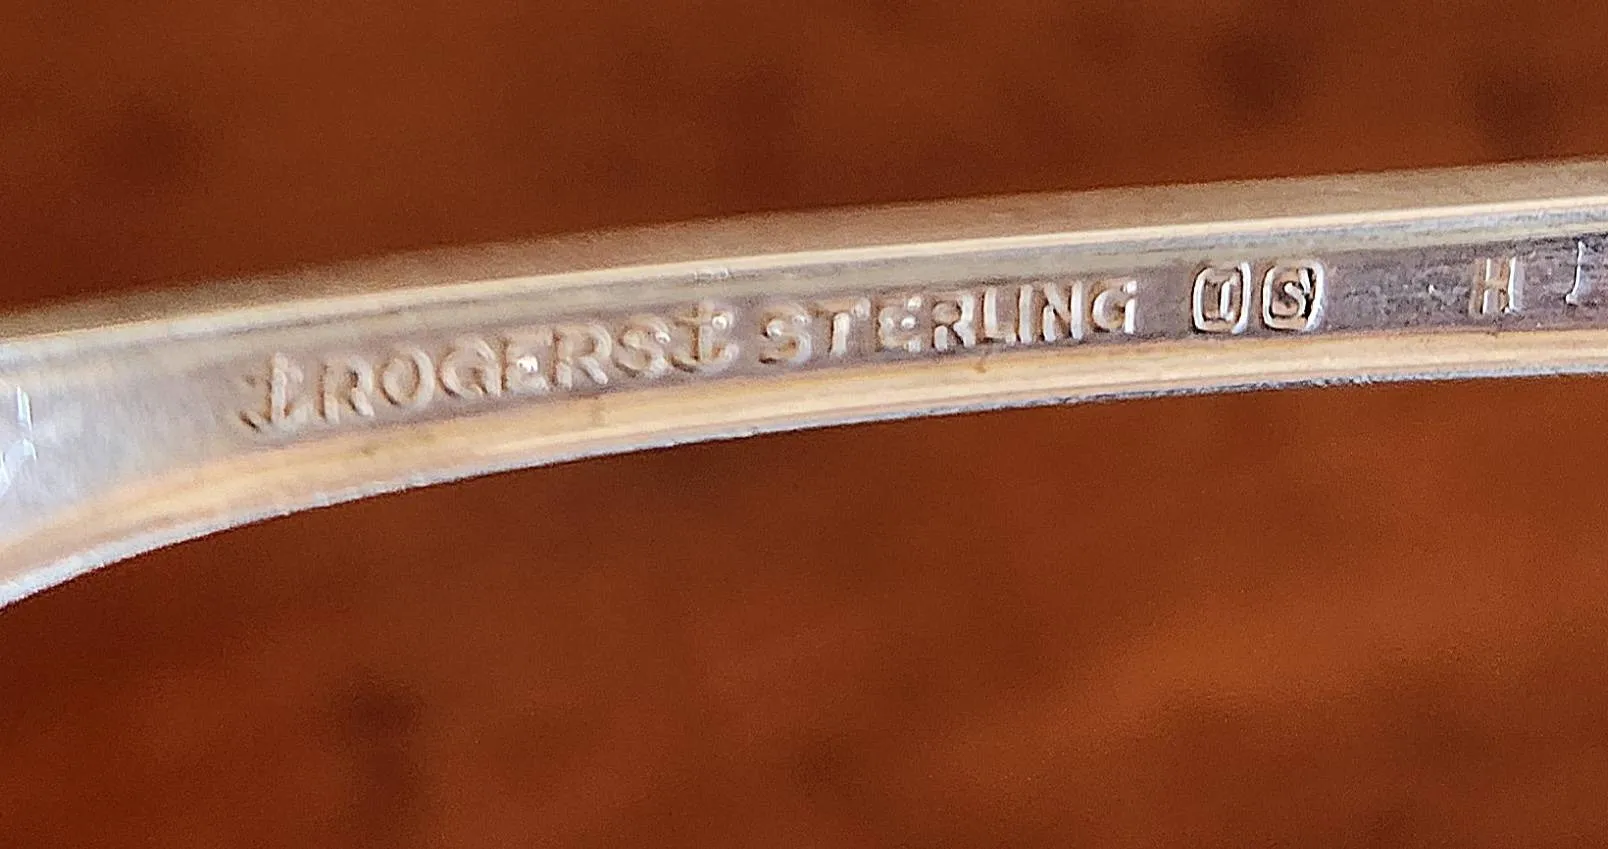 ⚓ROGERS⚓ STERLING I S H